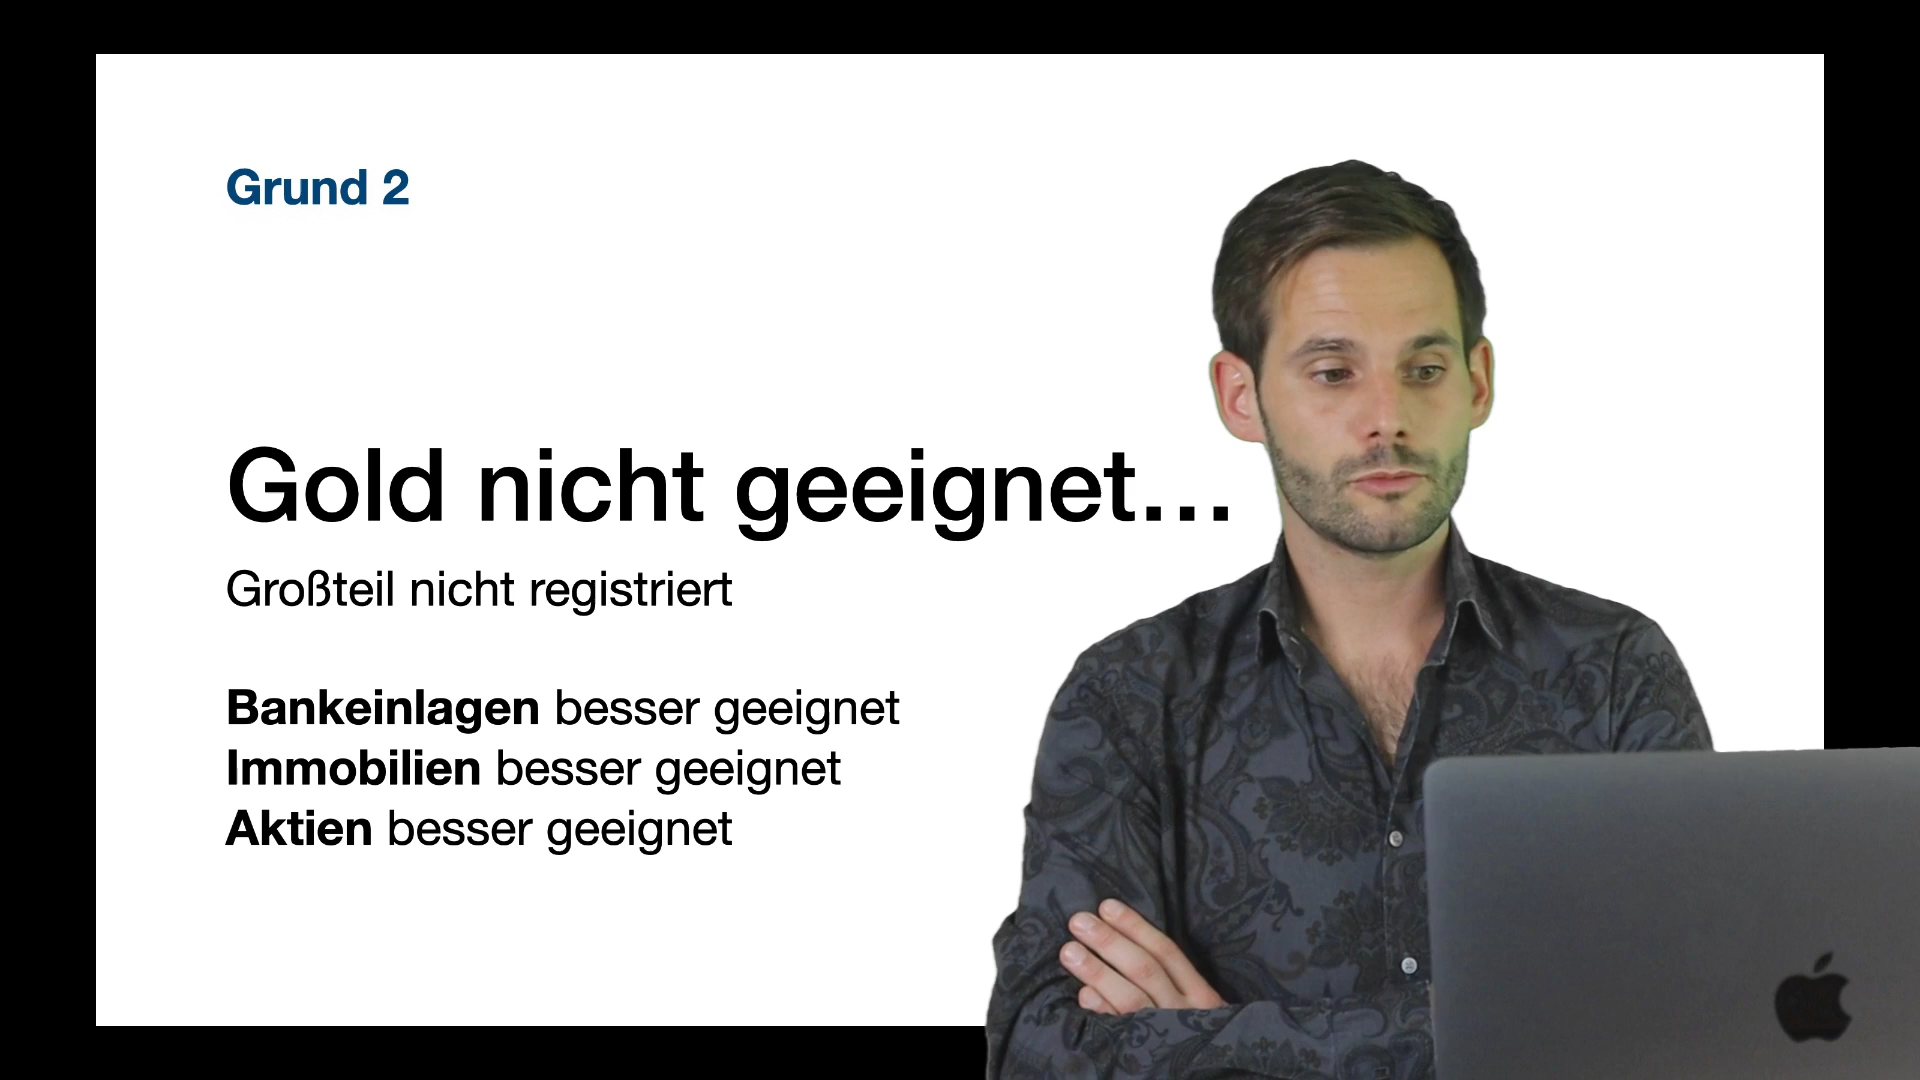 Grund 2
Gold nicht geeignet...
Großteil nicht registriert
Bankeinlagen besser geeignet
Immobilien besser geeignet
Aktien besser geeignet